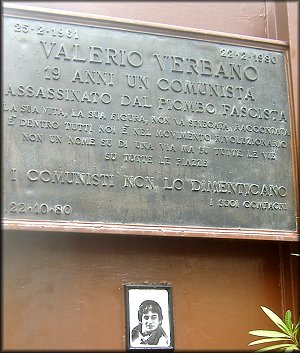 25-2-1961 22-2-1980
VALERIO VERBANO
19 ANNI UN COMUNISTA
ASSASSINATO DAL PIOMBO FASCISTA
LA SUA VITA, LA SUA FIGURA, NON VA SPIEGATA, RACCONTATA
È DENTRO TUTTI NOI È NEL MOVIMENTO RIVOLUZIONARIO
NON UN NOME SU DI UNA VIA MA SU TUTTE LE VIE
SU TUTTE LE PIAZZE
I COMUNISTI NON LO DIMENTICANO
22-10-80 I SUOI COMPAGNI